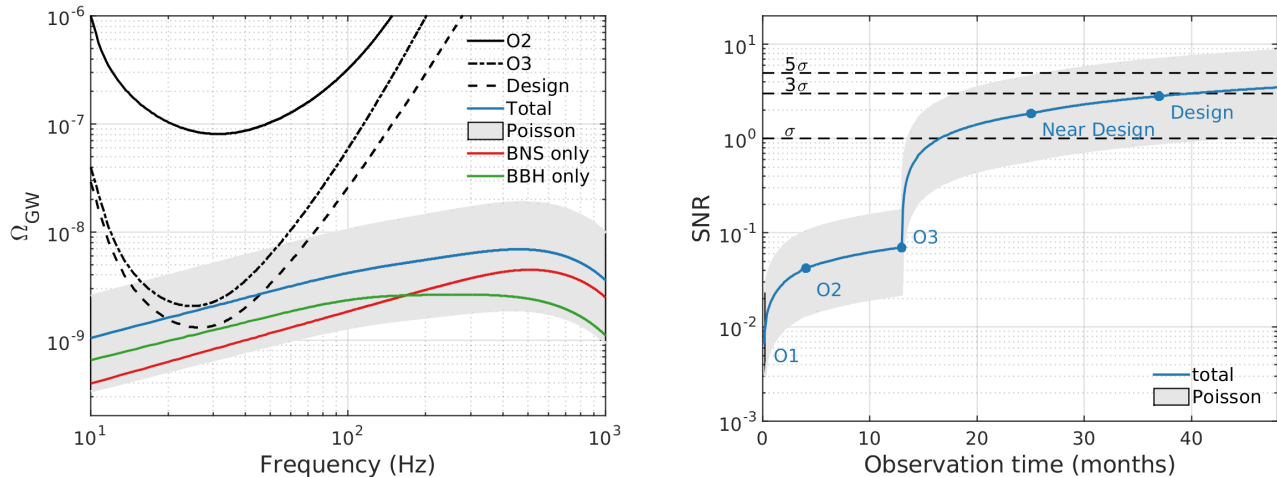 10^-6
10^-7
10^-8
10^-9
Ω_GW
10^1
10^2
10^3
Frequency (Hz)
O2
O3
Design
Total
Poisson
BNS only
BBH only
10^1
10^0
10^-1
10^-2
10^-3
SNR
5σ
3σ
σ
Near Design
Design
O3
O2
O1
total
Poisson
0
10
20
30
40
Observation time (months)